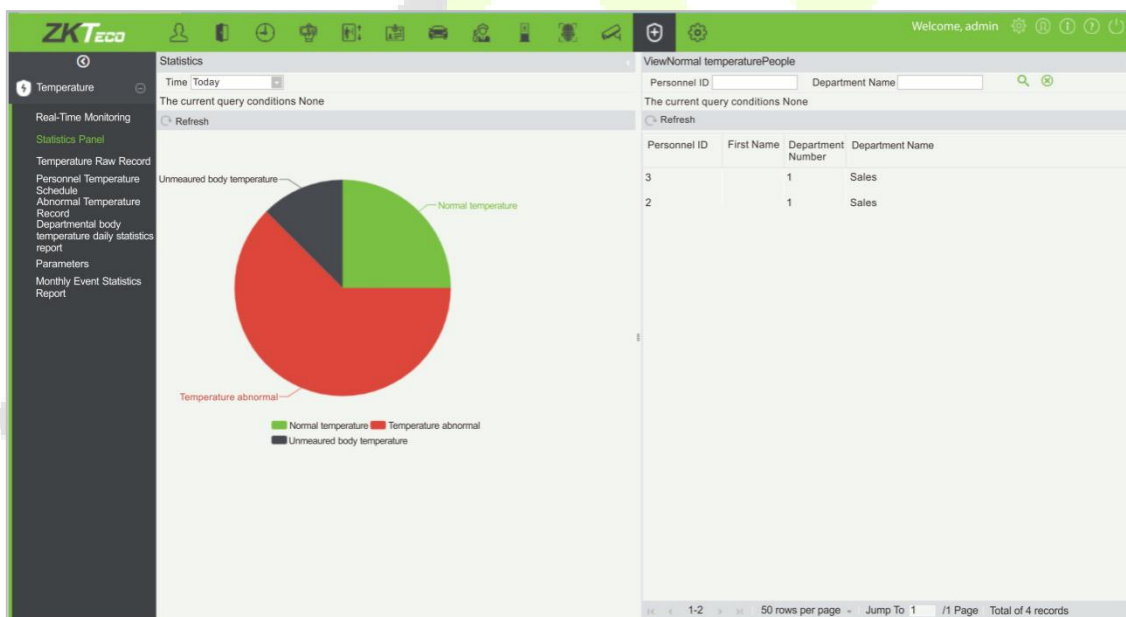 ZKTECO
Welcome, admin
Temperature
Real-Time Monitoring
Statistics Panel
Temperature Raw Record
Personnel Temperature
Schedule
Abnormal Temperature
Record
Departmental body
temperature daily statistics
report
Parameters
Monthly Event Statistics
Report
Statistics
Time Today
The current query conditions None
Refresh
Unmeaured body temperature
Normal temperature
Temperature abnormal
Normal temperature Temperature abnormal
Unmeaured body temperature
ViewNormal temperaturePeople
Personnel ID Department Name
The current query conditions None
Refresh
Personnel ID First Name Department Number Department Name
3 1 Sales
2 1 Sales
1-2 50 rows per page Jump To 1 /1 Page Total of 4 records